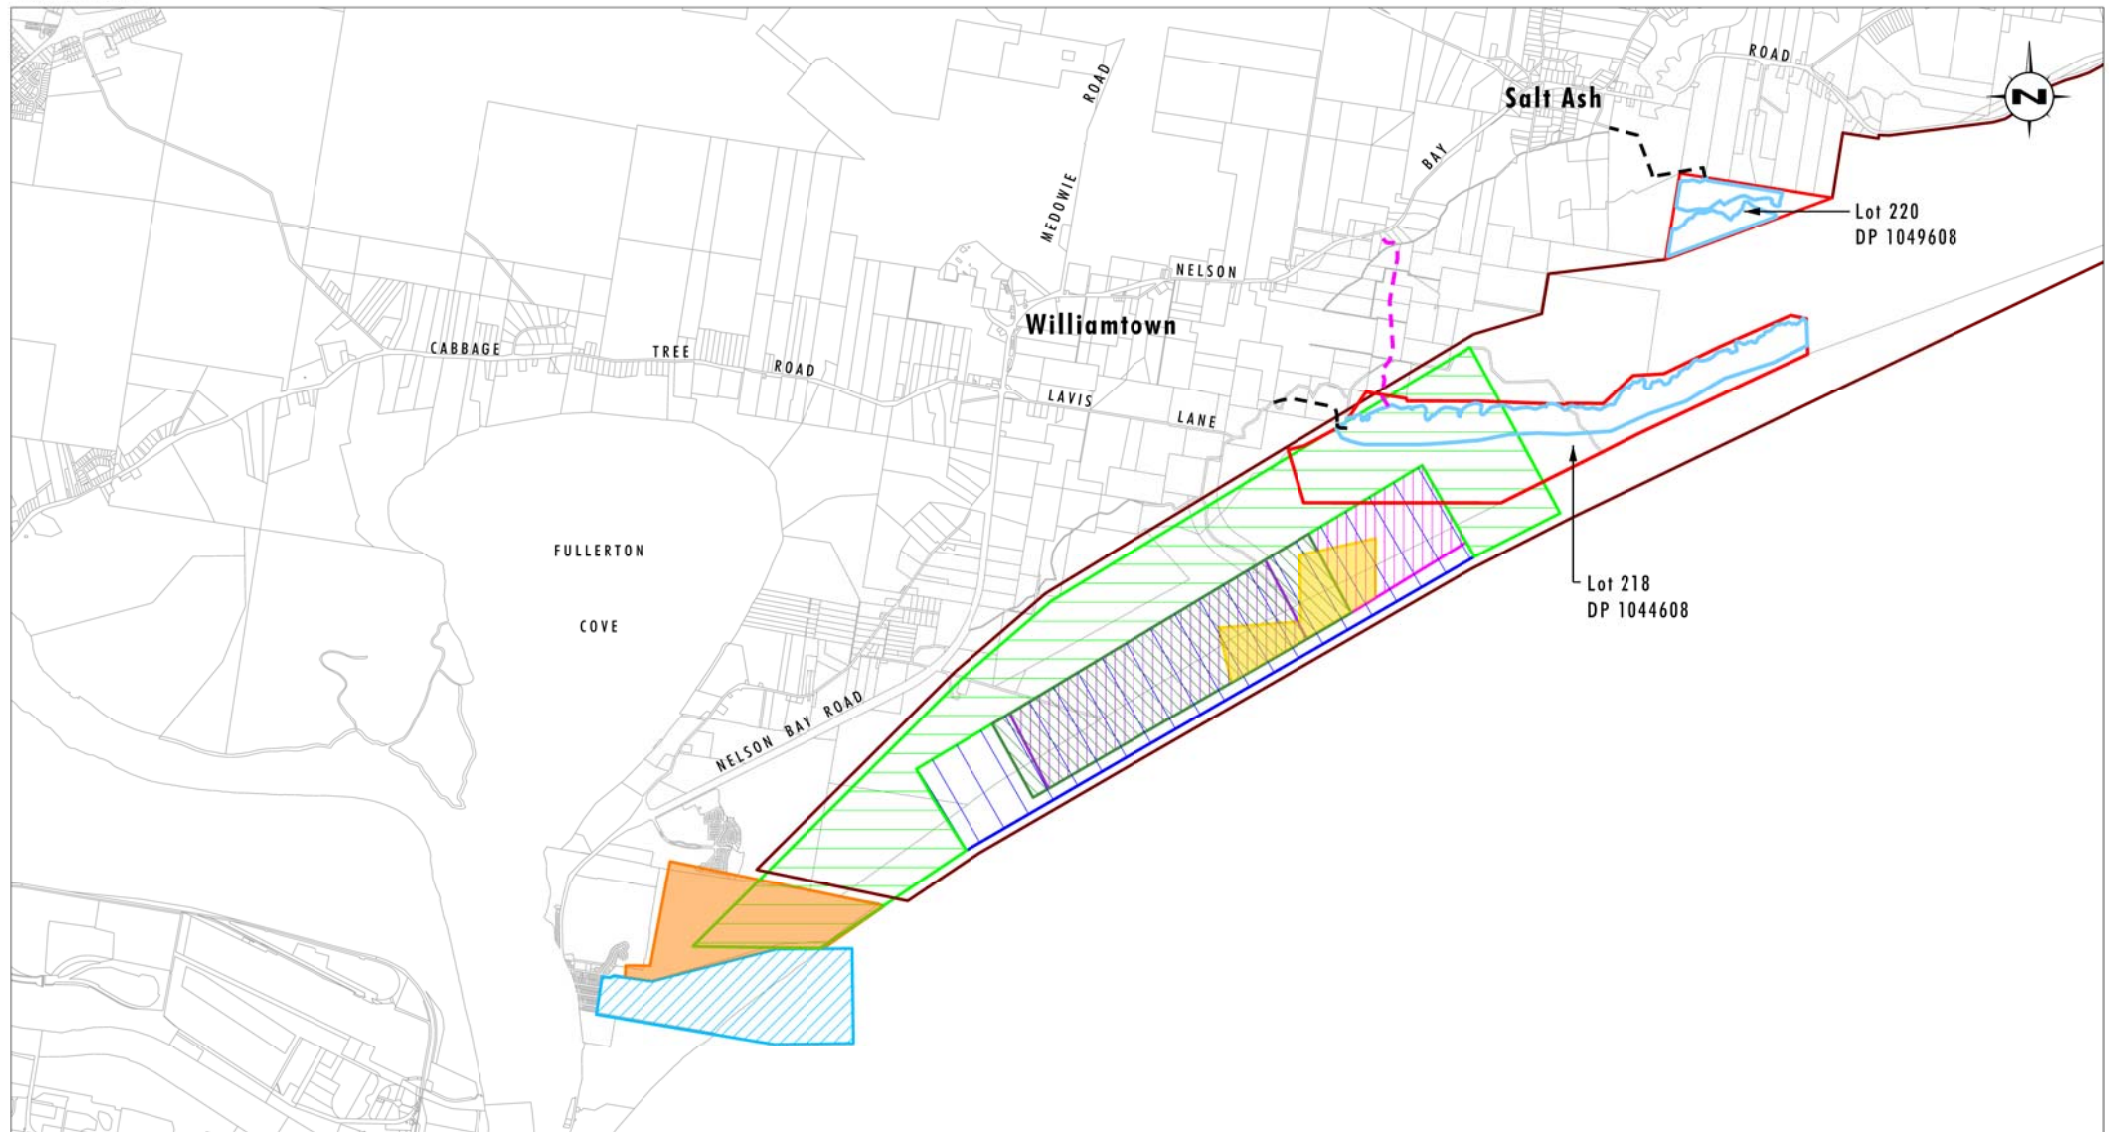 ROAD
ROAD
Salt Ash
N
BAY
MEDOWIE
Lot 220
DP 1049608
NELSON
Williamtown
CABBAGE TREE ROAD
LAVIS LANE
FULLERTON
COVE
Lot 218
DP 1044608
NELSON BAY ROAD